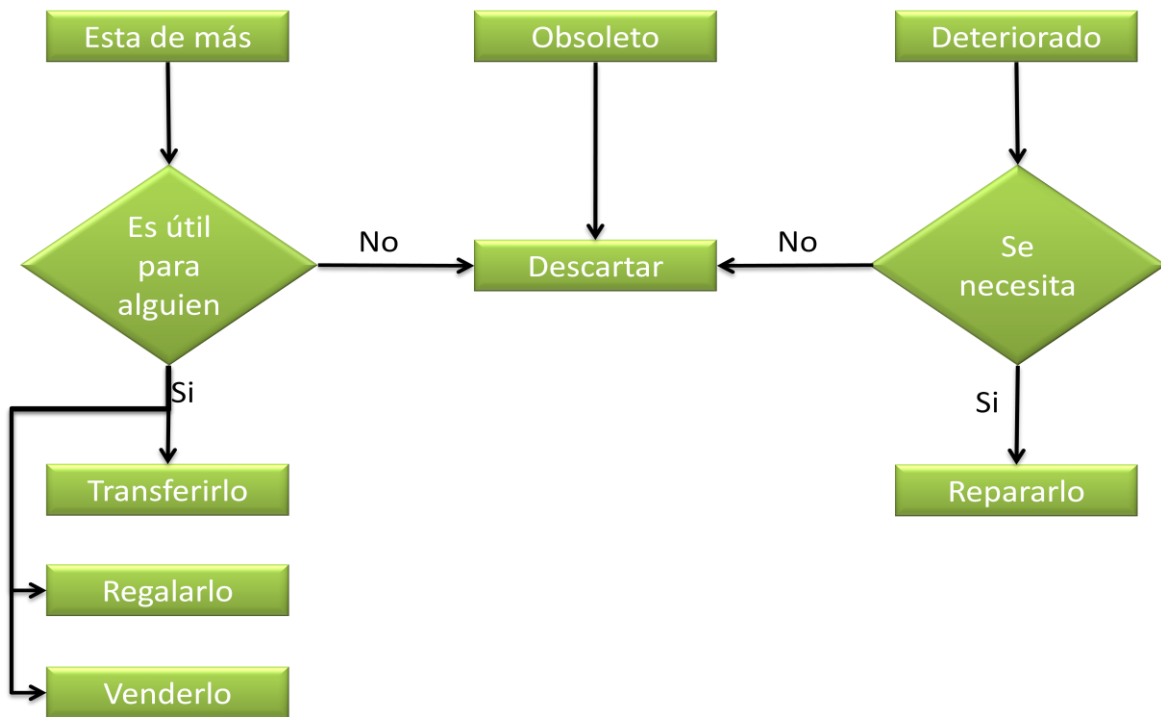 Esta de más
Obsoleto
Deteriorado
Es útil
para
alguien
No
Descartar
No
Se
necesita
Si
Si
Transferirlo
Repararlo
Regalarlo
Venderlo